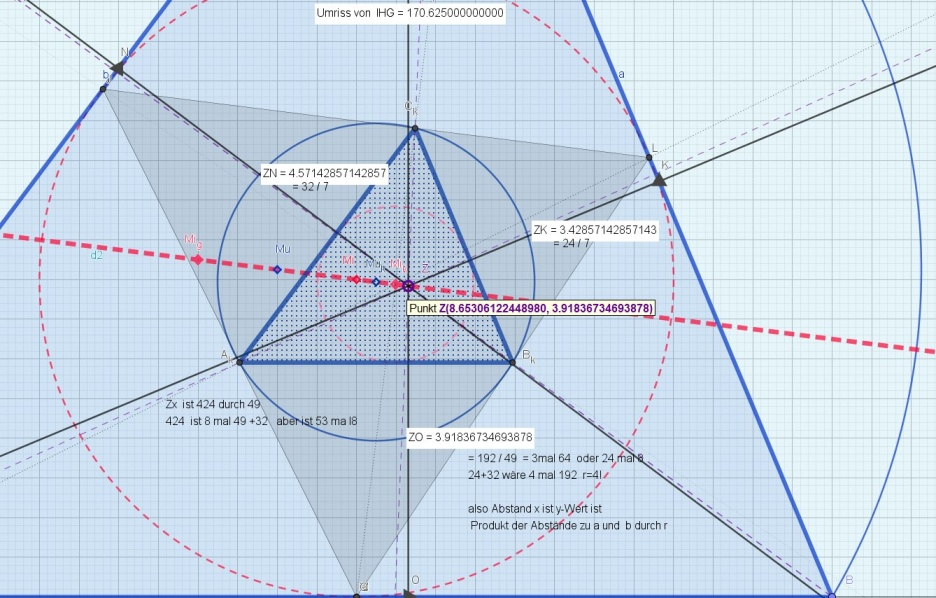 Umriss von IHG = 170.625000000000
N
b
a
C_k
L
K
ZN = 4.57142857142857
= 32 / 7
ZK = 3.42857142857143
= 24 / 7
d2
Mu
Punkt Z(8.65306122448980, 3.91836734693878)
A_k
B_k
Zx ist 424 durch 49
424 ist 8 mal 49 +32 aber ist 53 ma l8
ZO = 3.91836734693878
= 192 / 49 = 3mal 64 oder 24 mal 8
24+32 wäre 4 mal 192 r=4!
also Abstand x ist y-Wert ist
Produkt der Abstände zu a und b durch r
O
B